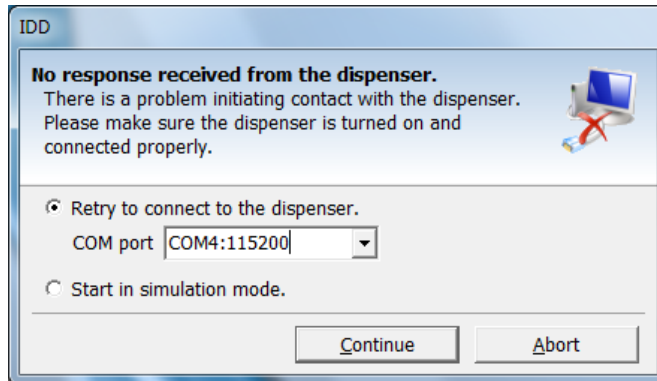 IDD
No response received from the dispenser.
There is a problem initiating contact with the dispenser.
Please make sure the dispenser is turned on and
connected properly.
Retry to connect to the dispenser.
COM port COM4:115200
Start in simulation mode.
Continue Abort